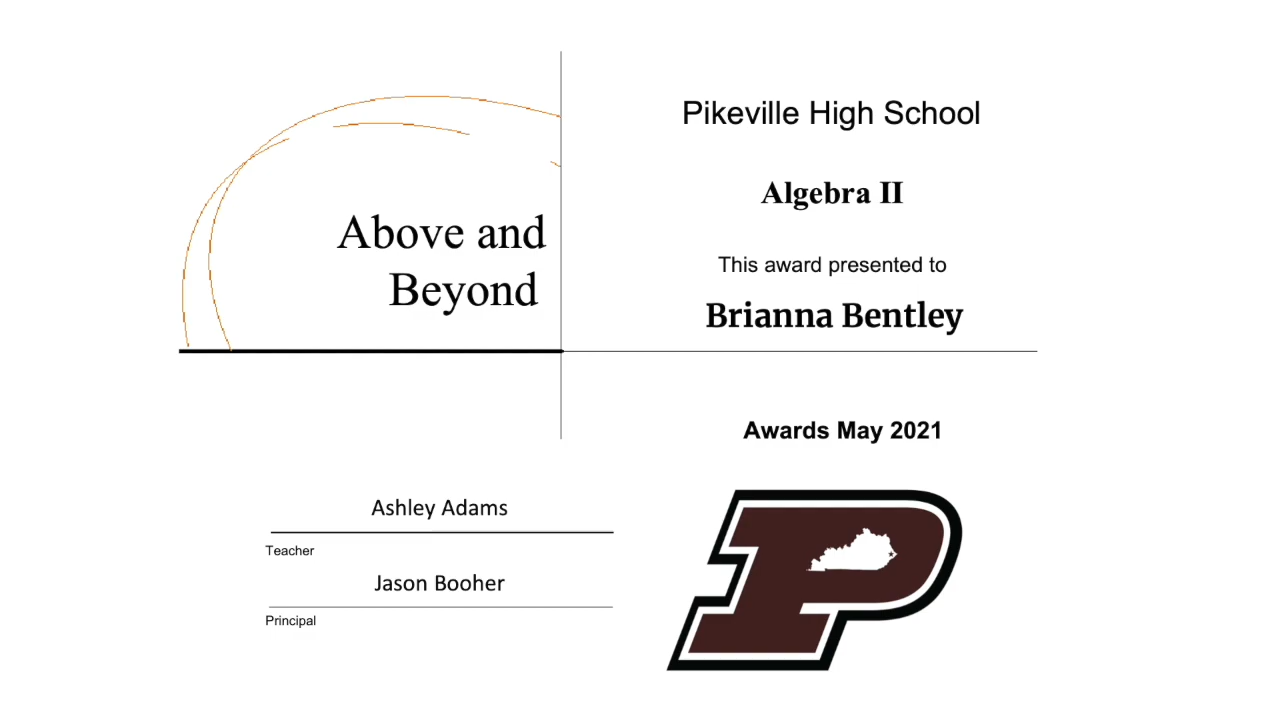 Above and
Beyond
Pikeville High School
Algebra II
This award presented to
Brianna Bentley
Awards May 2021
Ashley Adams
Teacher
Jason Booher
Principal
P